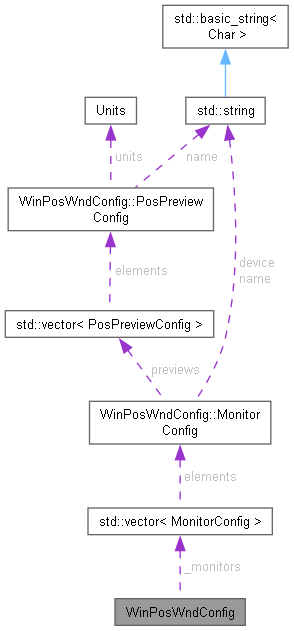 std::basic_string<
Char >
Units
std::string
units
name
WinPosWndConfig::PosPreview
Config
elements
device
name
std::vector< PosPreviewConfig >
previews
WinPosWndConfig::Monitor
Config
elements
std::vector< MonitorConfig >
_monitors
WinPosWndConfig